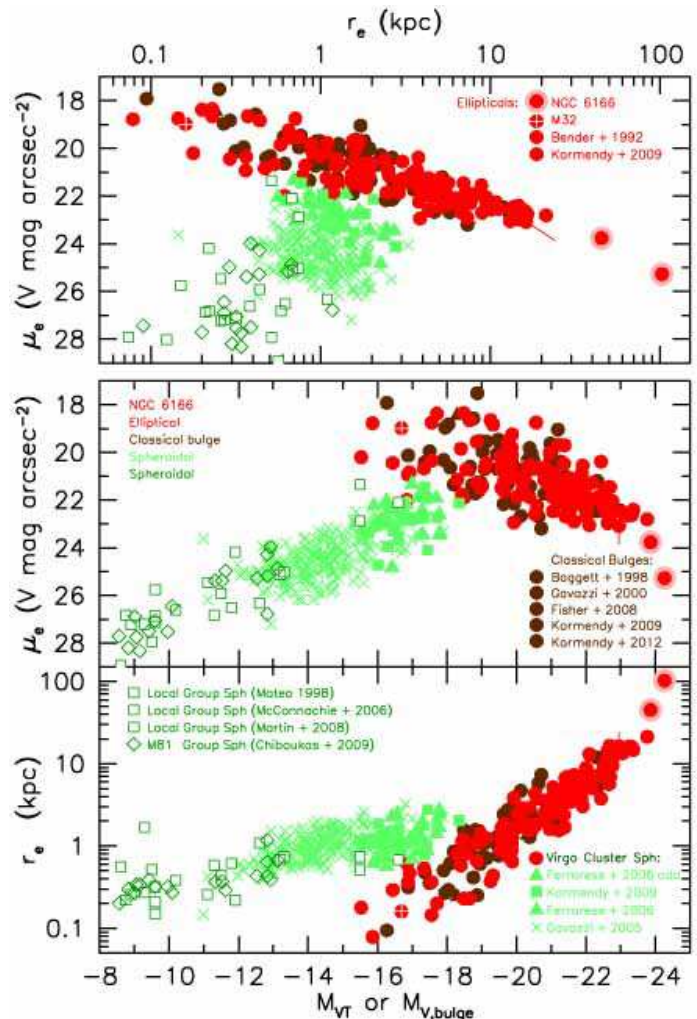 r_e (kpc)
0.1 1 10 100
μ_e (V mag arcsec⁻²)
18
20
22
24
26
28
Ellipticals: NGC 6166
M32
Bender + 1992
Kormendy + 2009
μ_e (V mag arcsec⁻²)
18
20
22
24
26
28
NGC 6166
Elliptical
Classical bulge
Spheroidal
Spheroidal
Classical Bulges:
Baggett + 1998
Gavazzi + 2000
Fisher + 2008
Kormendy + 2009
Kormendy + 2012
r_e (kpc)
100
10
1
0.1
Local Group Sph (Mateo 1998)
Local Group Sph (McConnachie + 2006)
Local Group Sph (Martin + 2008)
M81 Group Sph (Chiboukas + 2009)
Virgo Cluster Sph:
Ferrarese + 2006
Kormendy + 2009
Ferrarese + 2006
Gavazzi + 2005
−8 −10 −12 −14 −16 −18 −20 −22 −24
M_VT or M_V,bulge